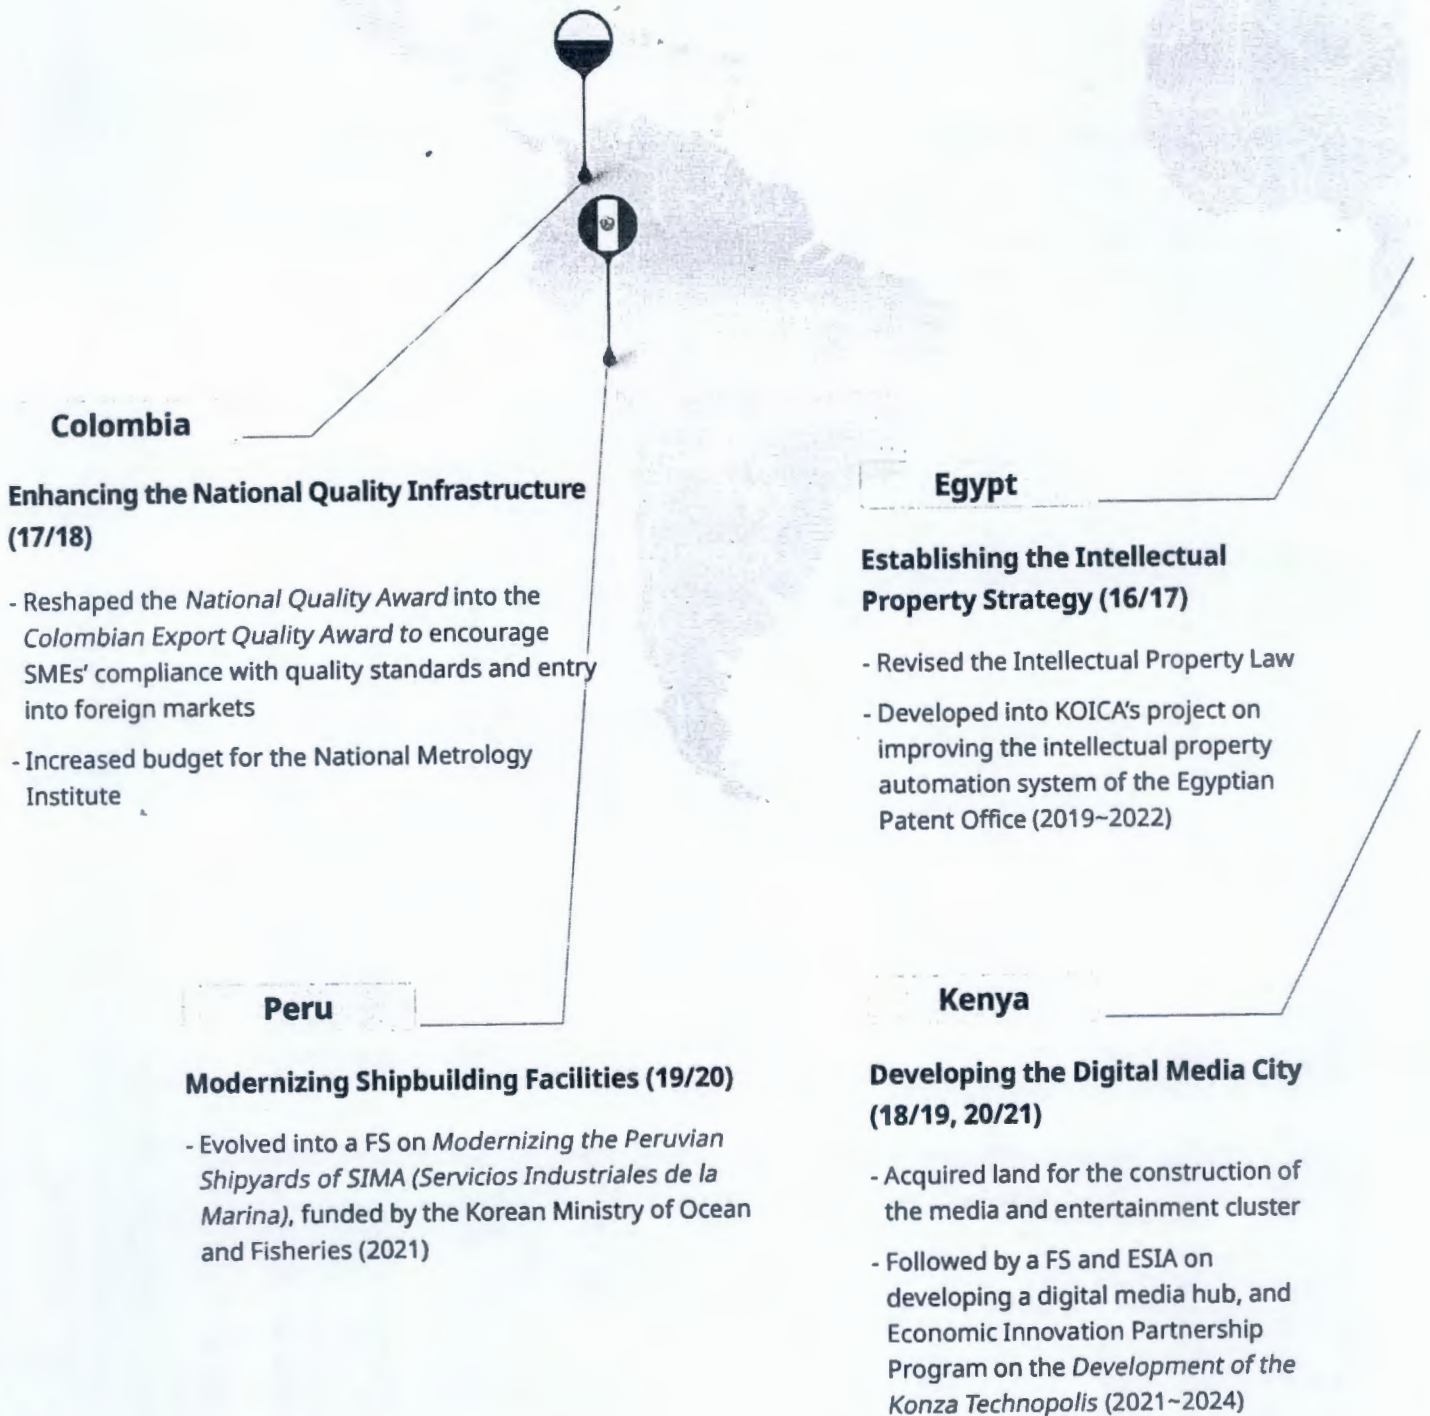 Colombia
Enhancing the National Quality Infrastructure
(17/18)
- Reshaped the National Quality Award into the
Colombian Export Quality Award to encourage
SMEs' compliance with quality standards and entry
into foreign markets
- Increased budget for the National Metrology
Institute
Egypt
Establishing the Intellectual
Property Strategy (16/17)
- Revised the Intellectual Property Law
- Developed into KOICA's project on
improving the intellectual property
automation system of the Egyptian
Patent Office (2019~2022)
Peru
Modernizing Shipbuilding Facilities (19/20)
- Evolved into a FS on Modernizing the Peruvian
Shipyards of SIMA (Servicios Industriales de la
Marina), funded by the Korean Ministry of Ocean
and Fisheries (2021)
Kenya
Developing the Digital Media City
(18/19, 20/21)
- Acquired land for the construction of
the media and entertainment cluster
- Followed by a FS and ESIA on
developing a digital media hub, and
Economic Innovation Partnership
Program on the Development of the
Konza Technopolis (2021~2024)